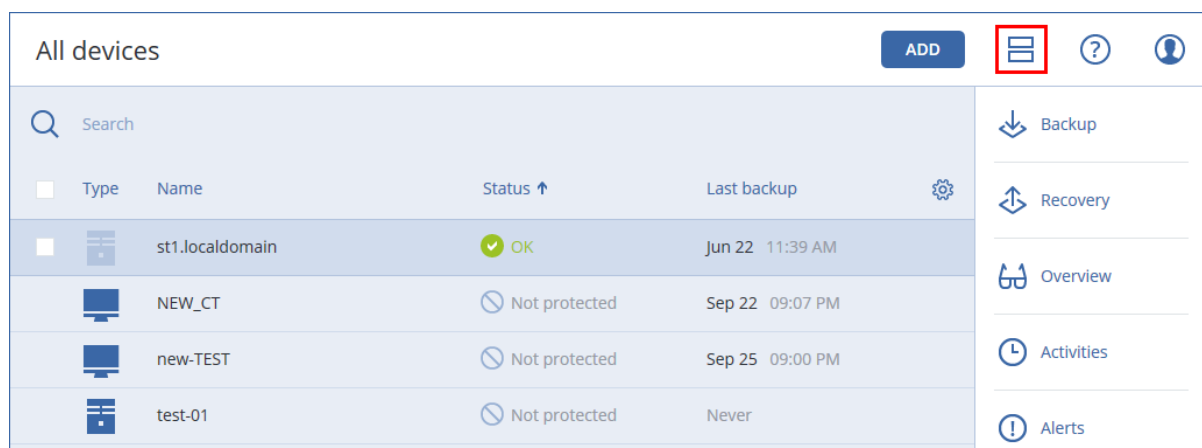 All devices
ADD
Search
Type Name Status Last backup
st1.localdomain OK Jun 22 11:39 AM
NEW_CT Not protected Sep 22 09:07 PM
new-TEST Not protected Sep 25 09:00 PM
test-01 Not protected Never
Backup
Recovery
Overview
Activities
Alerts